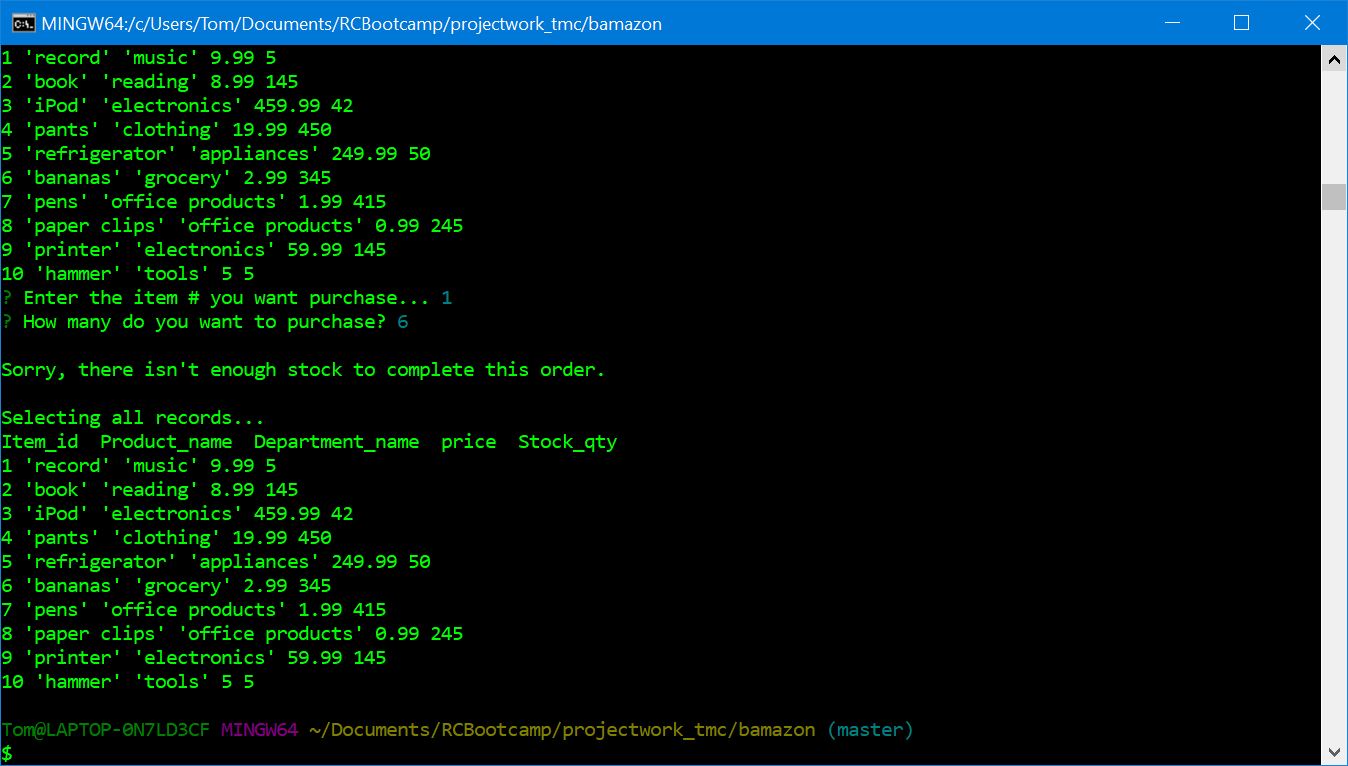 MINGW64:/c/Users/Tom/Documents/RCBootcamp/projectwork_tmc/bamazon
1 'record' 'music' 9.99 5
2 'book' 'reading' 8.99 145
3 'iPod' 'electronics' 459.99 42
4 'pants' 'clothing' 19.99 450
5 'refrigerator' 'appliances' 249.99 50
6 'bananas' 'grocery' 2.99 345
7 'pens' 'office products' 1.99 415
8 'paper clips' 'office products' 0.99 245
9 'printer' 'electronics' 59.99 145
10 'hammer' 'tools' 5 5
? Enter the item # you want purchase... 1
? How many do you want to purchase? 6
Sorry, there isn't enough stock to complete this order.
Selecting all records...
Item_id  Product_name  Department_name  price  Stock_qty
1 'record' 'music' 9.99 5
2 'book' 'reading' 8.99 145
3 'iPod' 'electronics' 459.99 42
4 'pants' 'clothing' 19.99 450
5 'refrigerator' 'appliances' 249.99 50
6 'bananas' 'grocery' 2.99 345
7 'pens' 'office products' 1.99 415
8 'paper clips' 'office products' 0.99 245
9 'printer' 'electronics' 59.99 145
10 'hammer' 'tools' 5 5
Tom@LAPTOP-0N7LD3CF MINGW64 ~/Documents/RCBootcamp/projectwork_tmc/bamazon (master)
$